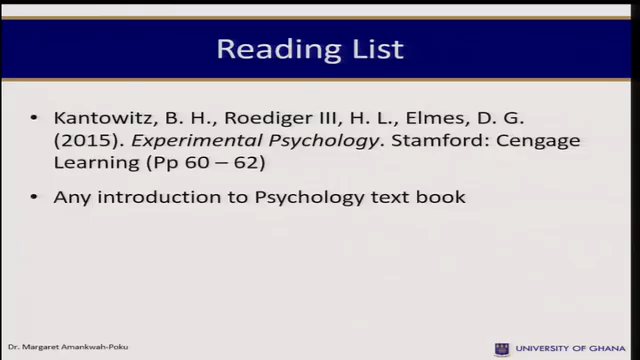 Reading List
• Kantowitz, B. H., Roediger III, H. L., Elmes, D. G.
(2015). Experimental Psychology. Stamford: Cengage
Learning (Pp 60 – 62)
• Any introduction to Psychology text book
Dr. Margaret Amankwah-Poku
UNIVERSITY OF GHANA